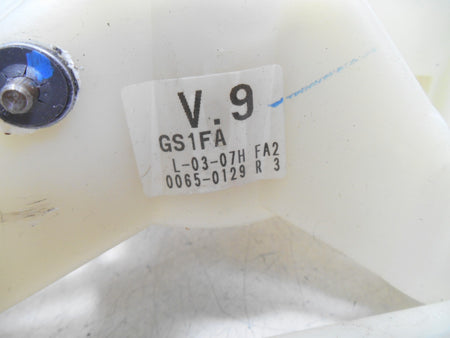 V.9
GS1FA
L-03-07H FA2
0065-0129 R 3